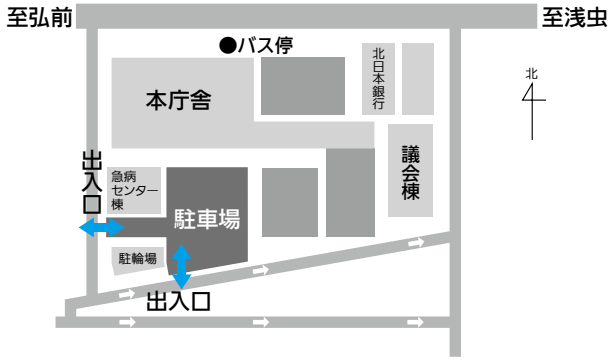 至弘前
至浅虫
●バス停
北日本銀行
北
本庁舎
議会棟
出入口
急病
センター
棟
駐車場
駐輪場
出入口